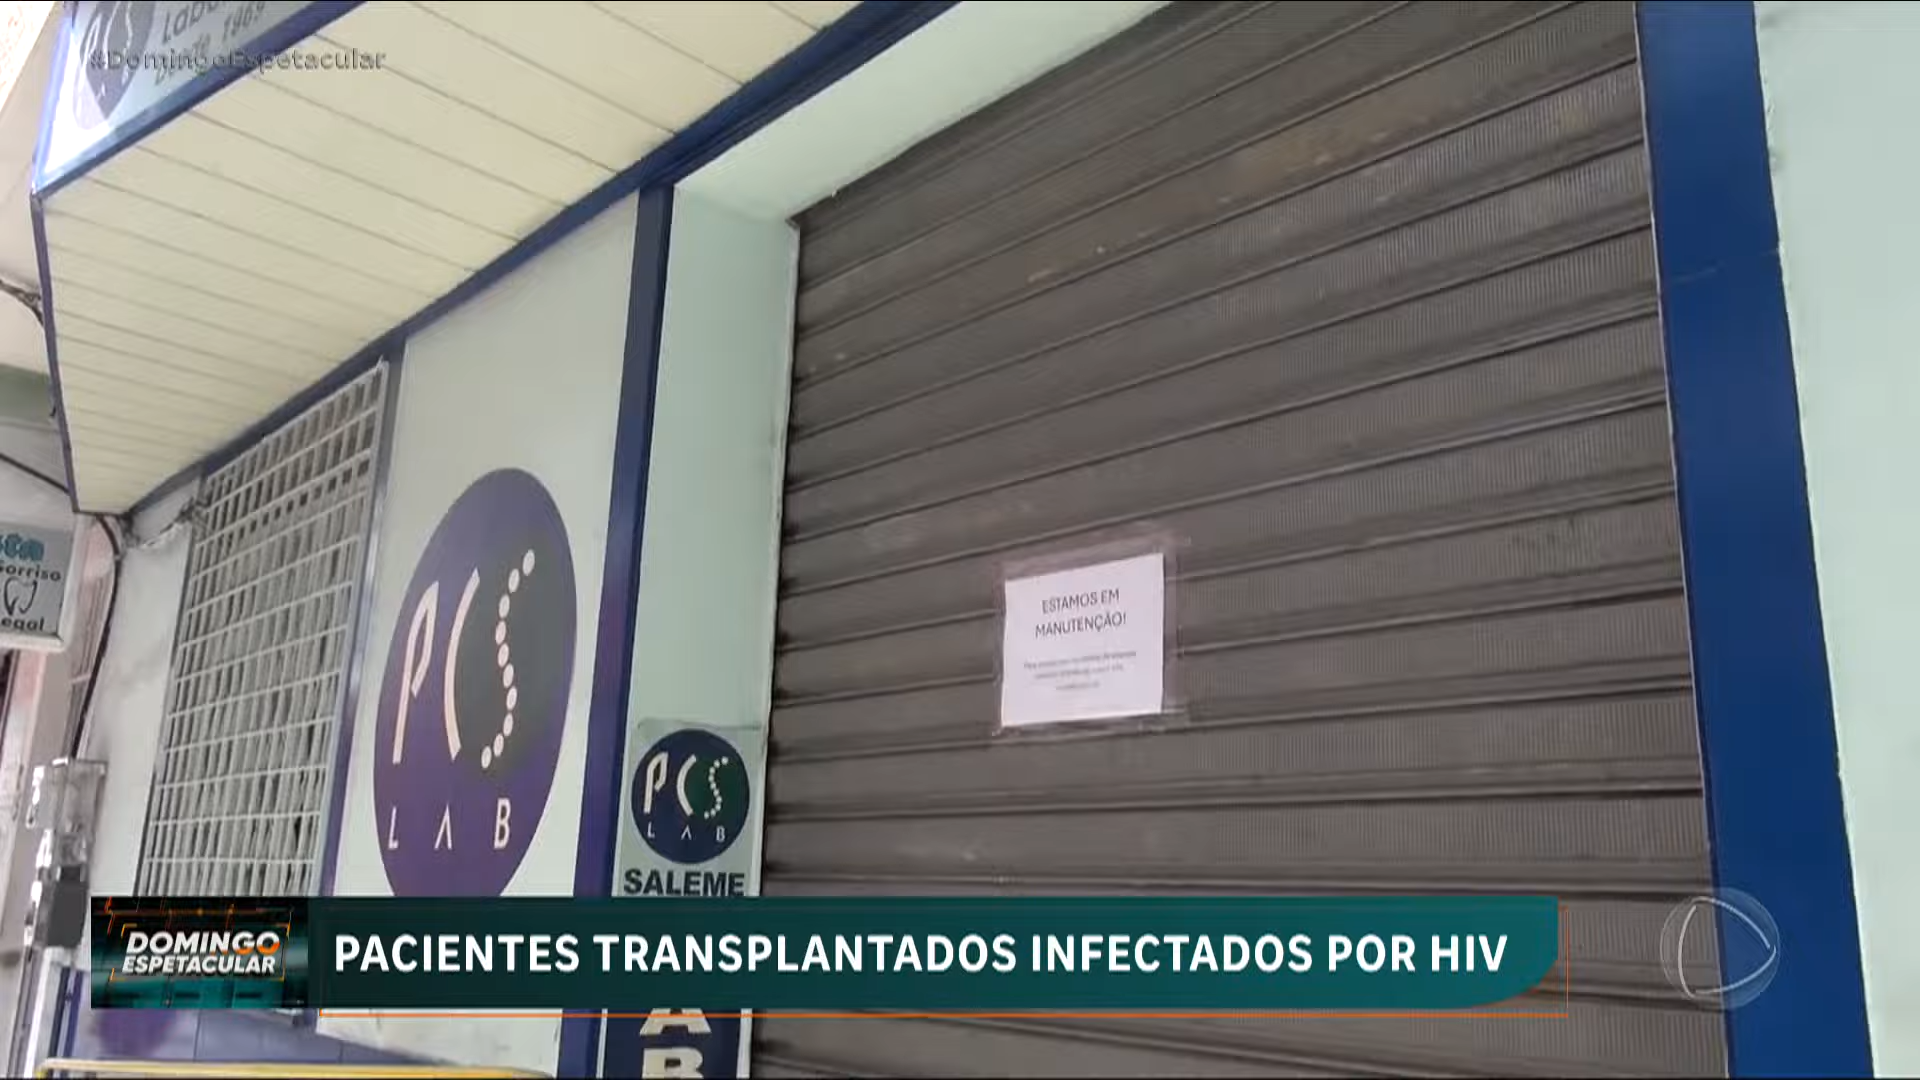 Labo
1969
#DomingoEspetacular
Sorriso
egal
PCS
LAB
ESTAMOS EM
MANUTENÇÃO!
PCS
LAB
SALEME
DOMINGO
ESPETACULAR
PACIENTES TRANSPLANTADOS INFECTADOS POR HIV
A
B